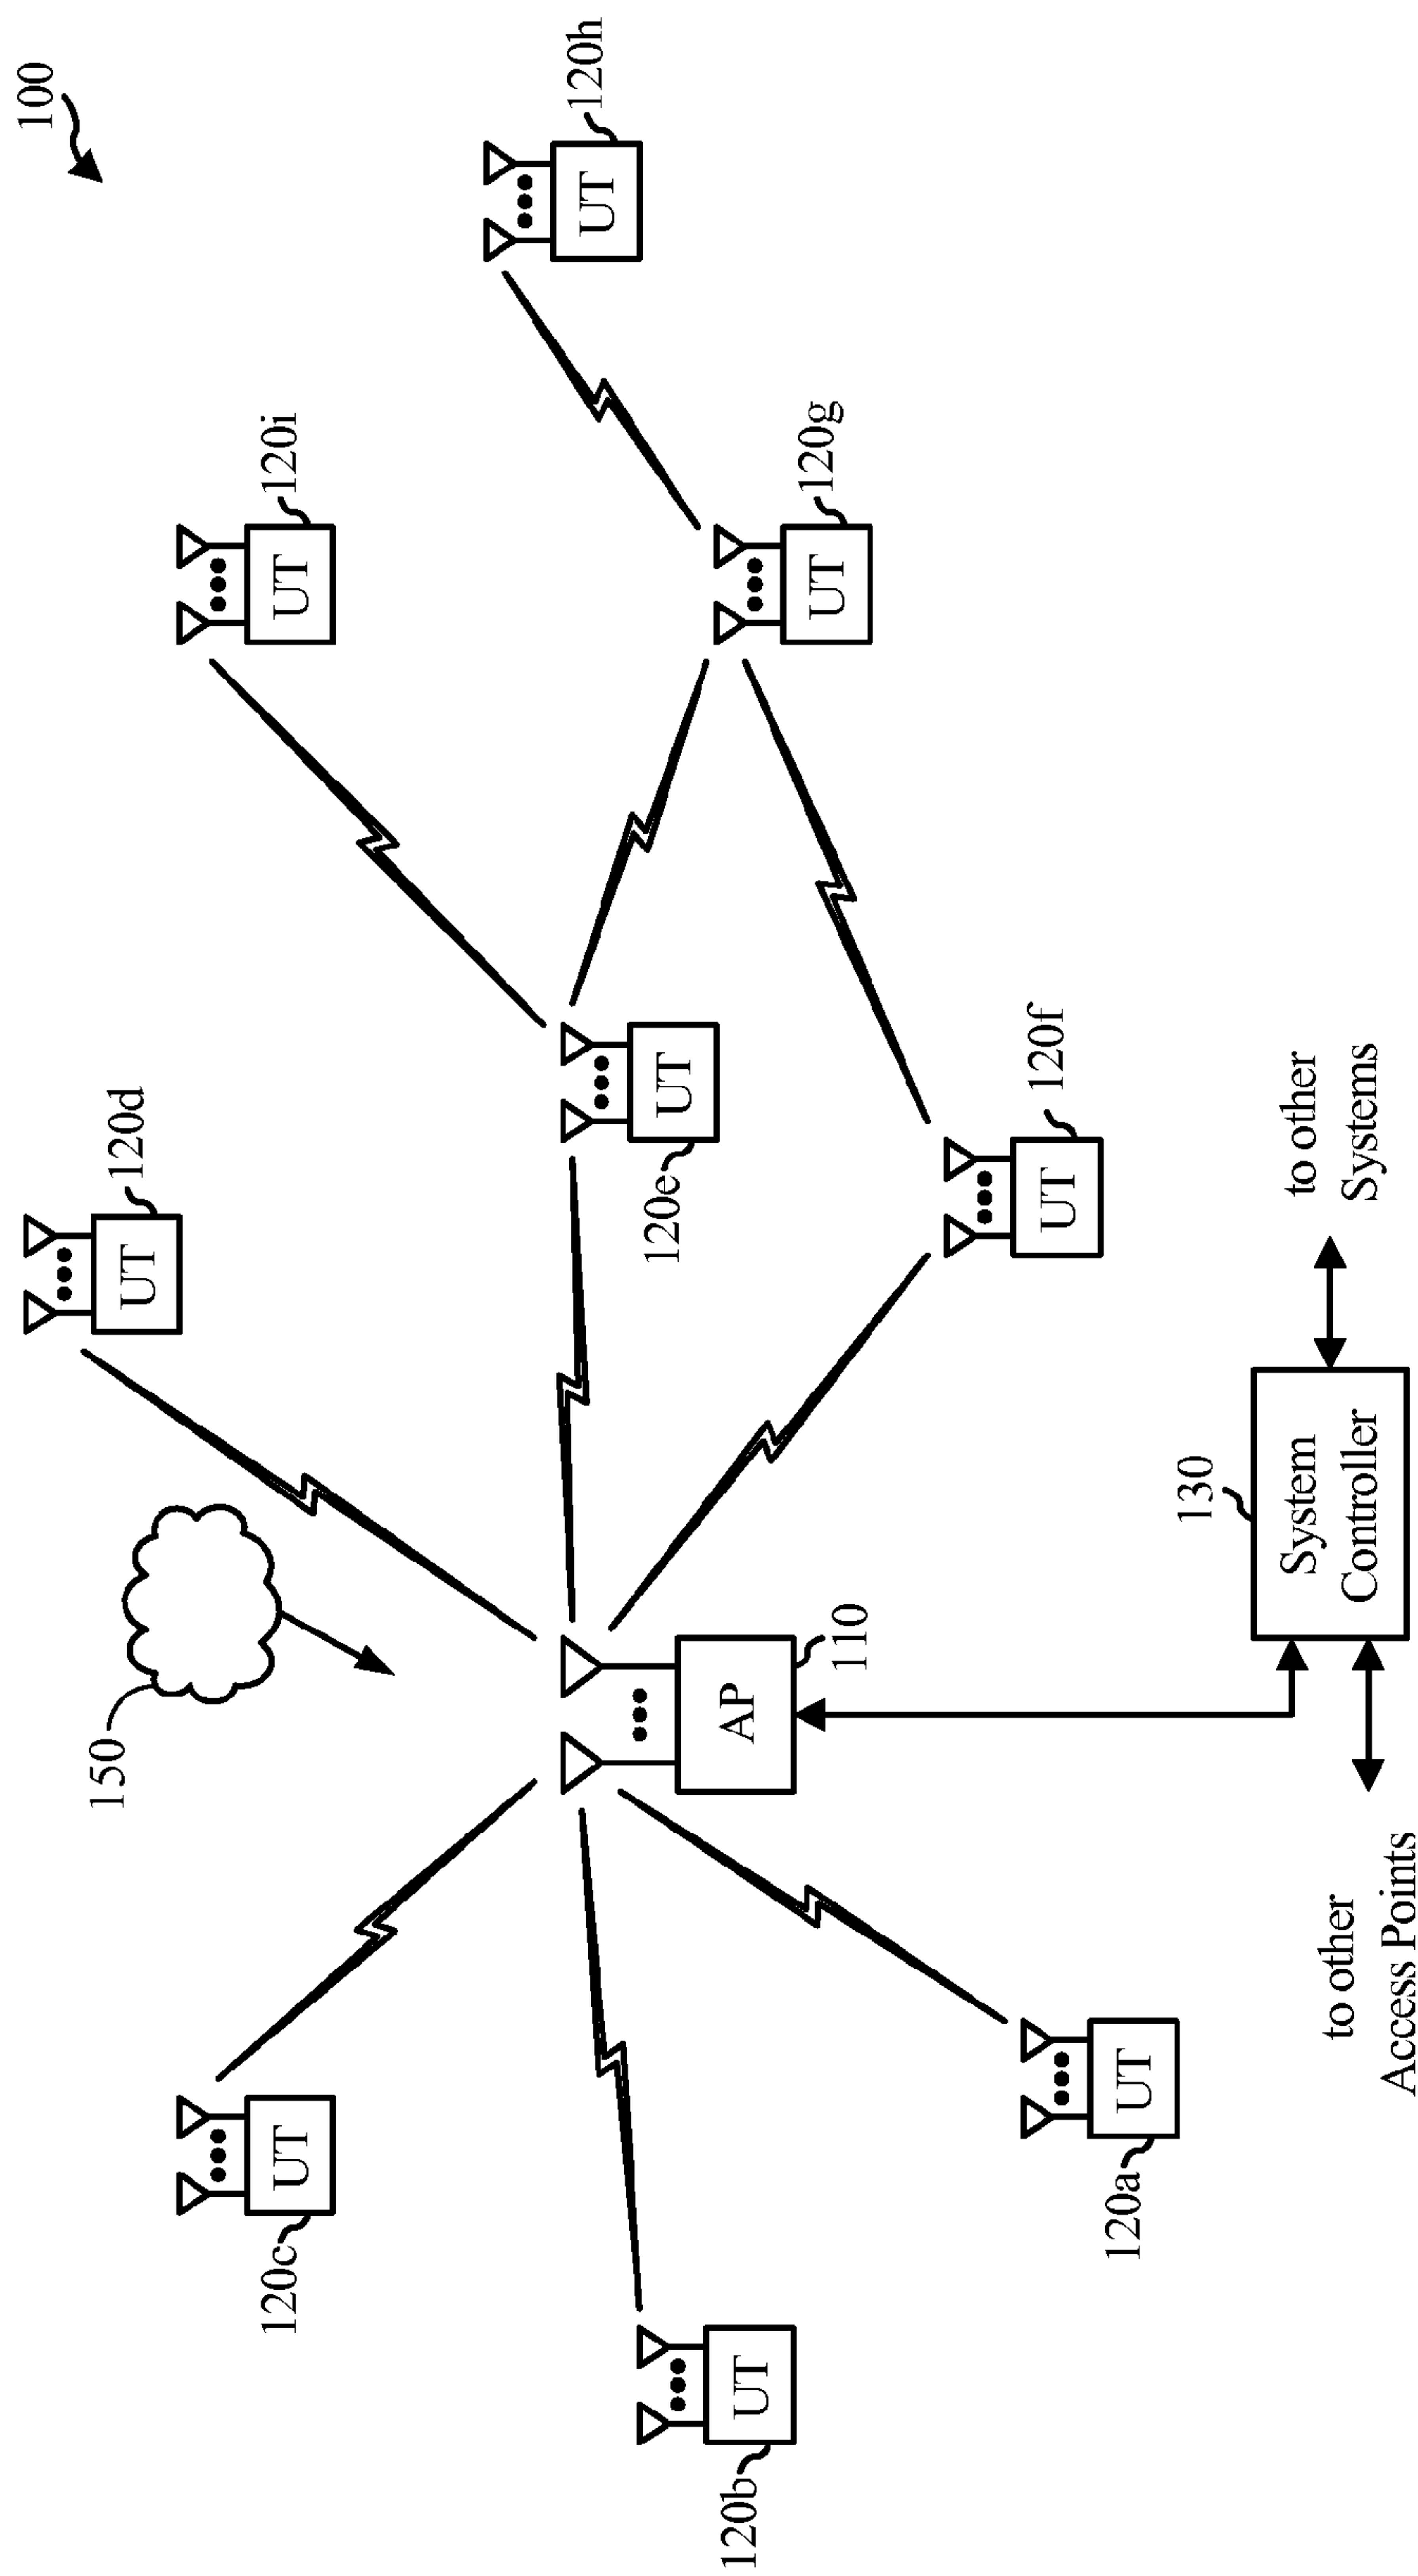 100
150
120d
UT
120i
UT
120h
UT
120c
UT
120e
UT
120b
UT
AP
110
120g
UT
120f
UT
120a
UT
130
System
Controller
to other
Systems
to other
Access Points